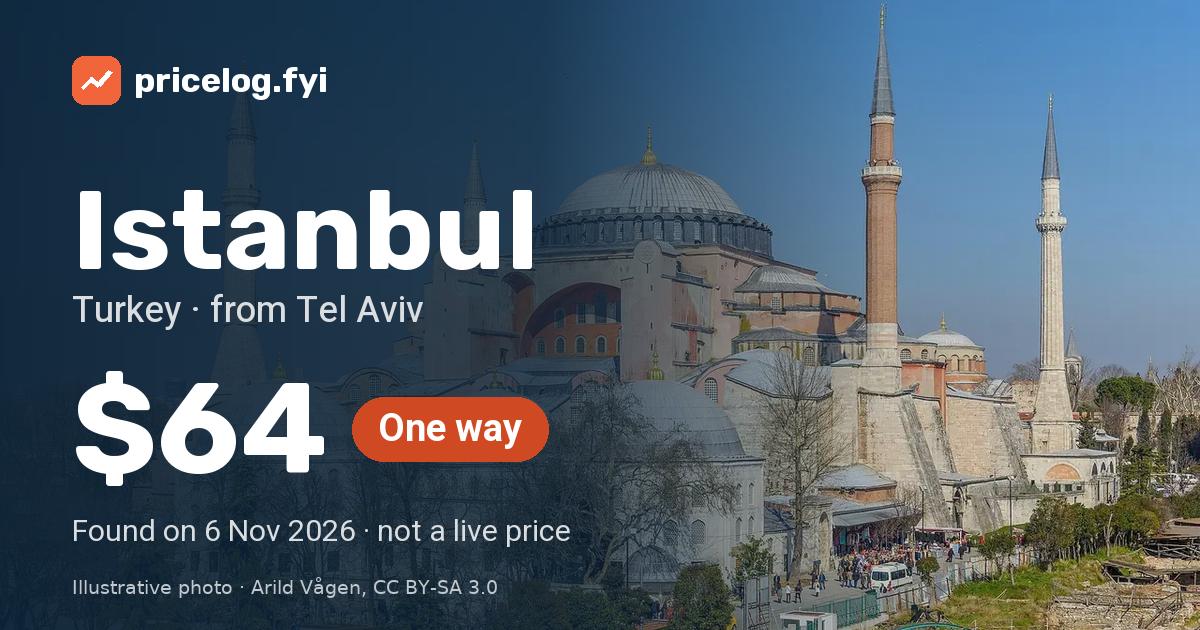 pricelog.fyi
Istanbul
Turkey · from Tel Aviv
$64 One way
Found on 6 Nov 2026 · not a live price
Illustrative photo · Arild Vågen, CC BY-SA 3.0